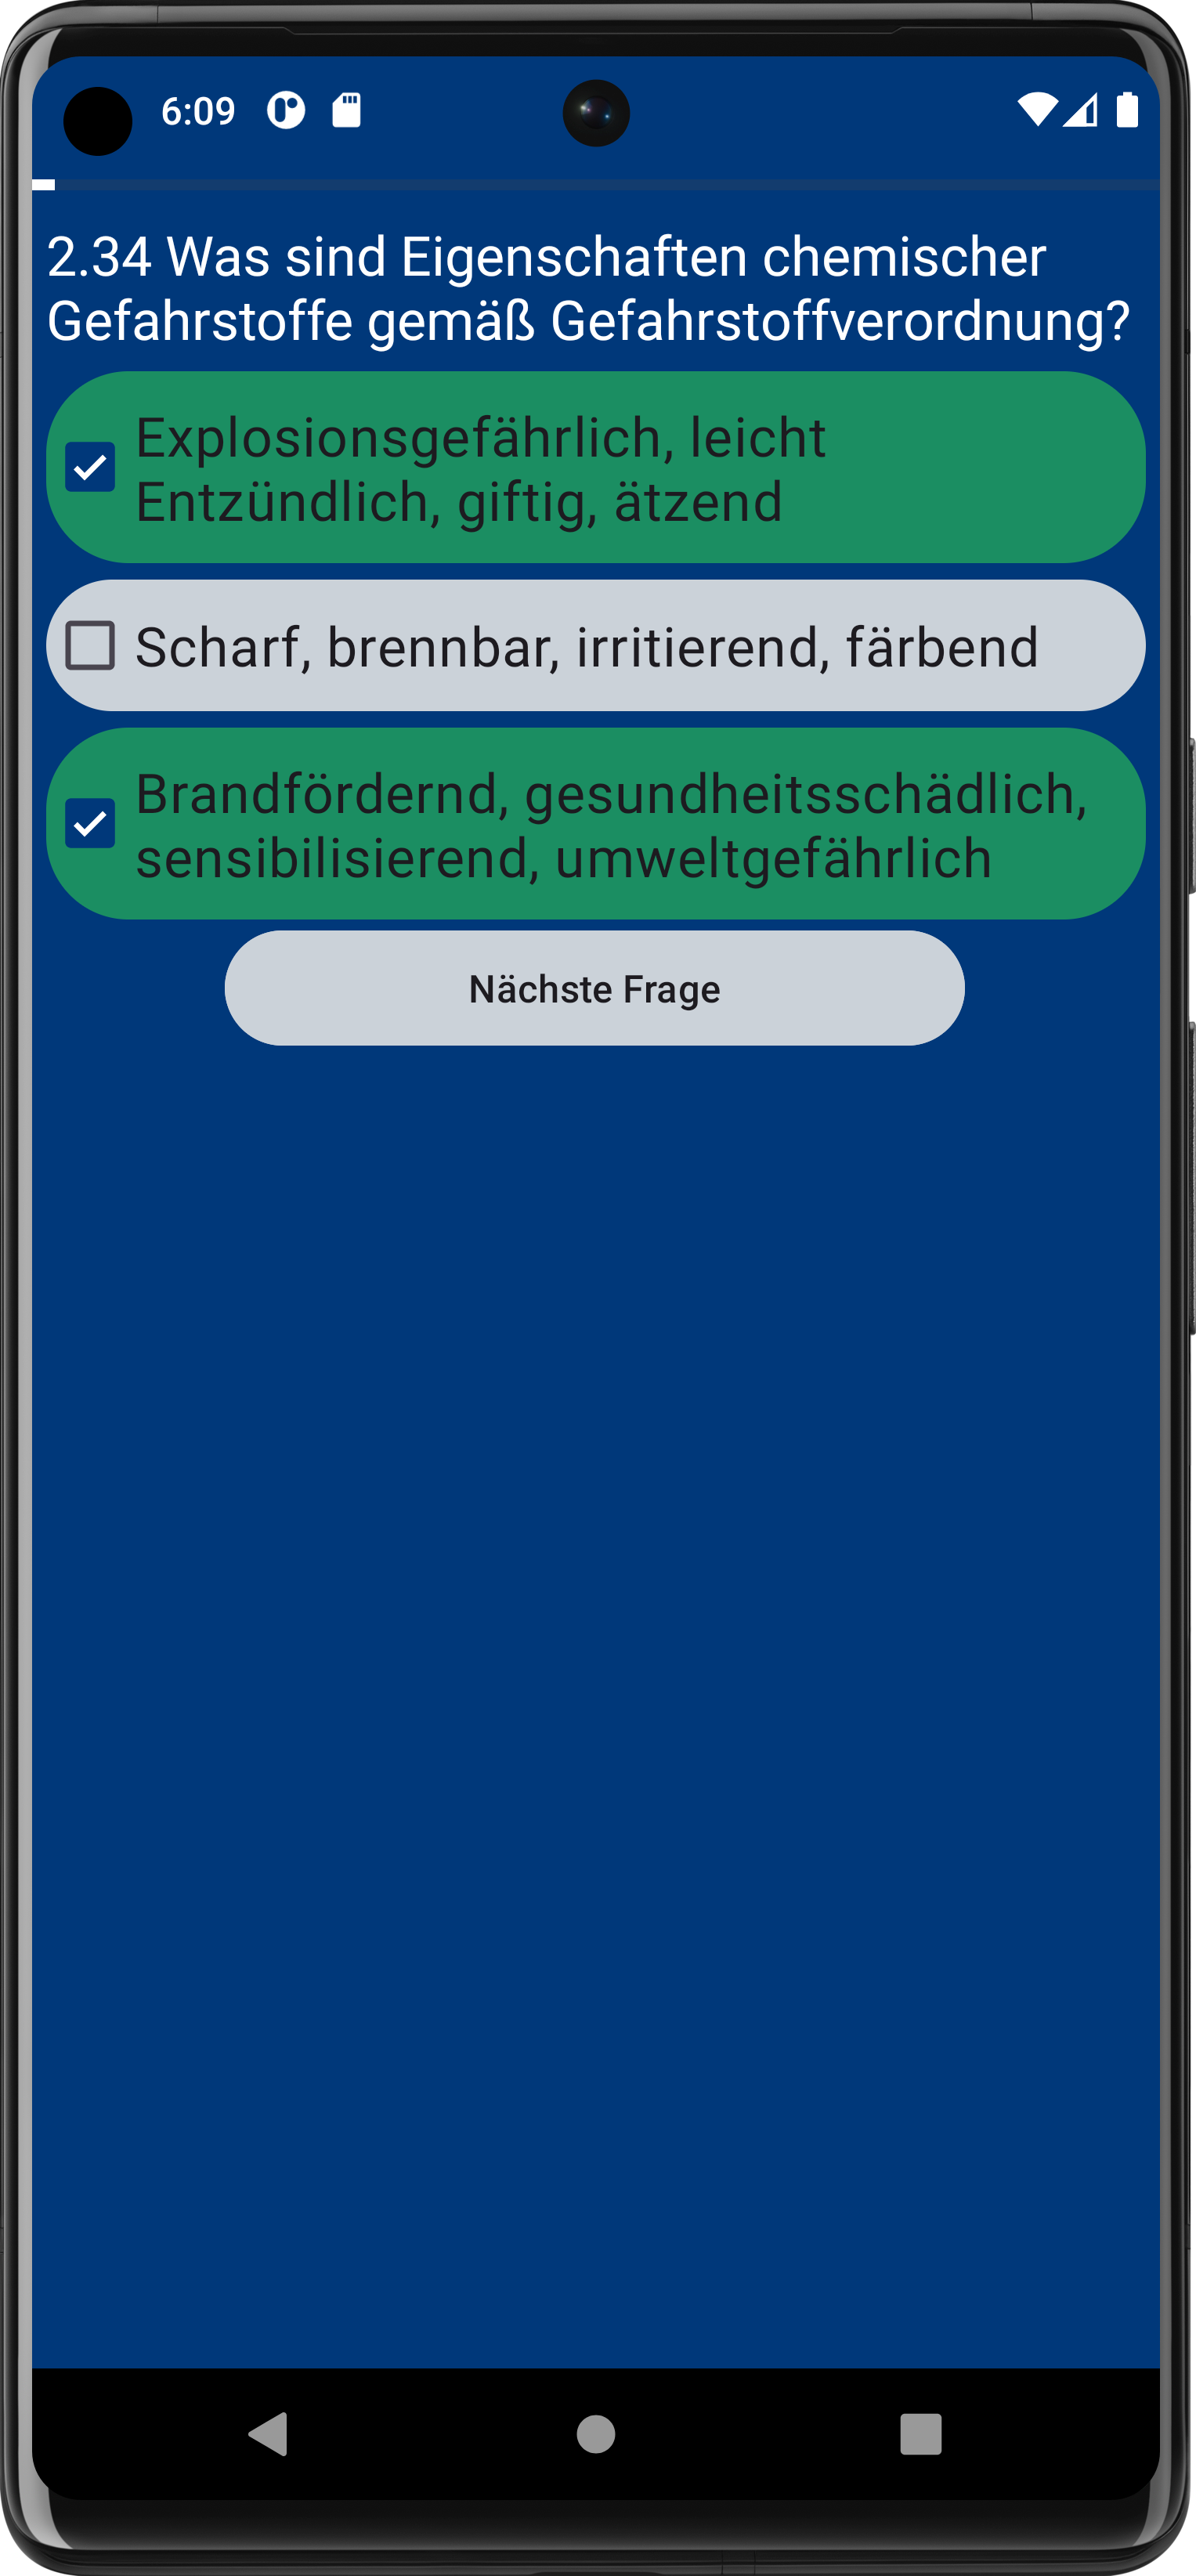 6:09
2.34 Was sind Eigenschaften chemischer
Gefahrstoffe gemäß Gefahrstoffverordnung?
Explosionsgefährlich, leicht
Entzündlich, giftig, ätzend
Scharf, brennbar, irritierend, färbend
Brandfördernd, gesundheitsschädlich,
sensibilisierend, umweltgefährlich
Nächste Frage